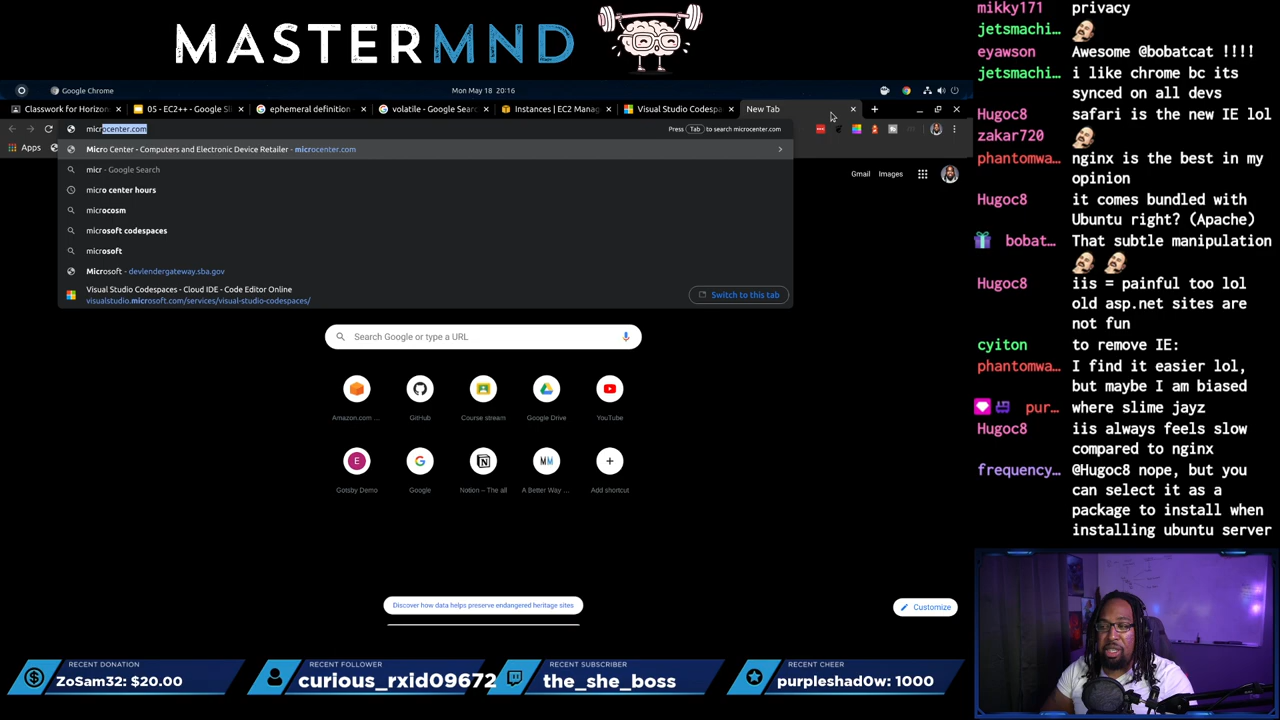 MASTERMND
Google Chrome
Mon May 18 20:16
Classwork for Horizon
05 - EC2++ - Google Sl
ephemeral definition
volatile - Google Searc
Instances | EC2 Manag
Visual Studio Codespa
New Tab
microcenter.com
Press Tab to search microcenter.com
Apps
Micro Center - Computers and Electronic Device Retailer - microcenter.com
micr - Google Search
micro center hours
microcosm
microsoft codespaces
microsoft
Microsoft - devlendergateway.sba.gov
Visual Studio Codespaces - Cloud IDE - Code Editor Online
visualstudio.microsoft.com/services/visual-studio-codespaces/
Switch to this tab
Gmail
Images
Search Google or type a URL
Amazon.com ...
GitHub
Course stream
Google Drive
YouTube
E
Gotsby Demo
Google
Notion – The all
MM
A Better Way ...
Add shortcut
Discover how data helps preserve endangered heritage sites
Customize
mikky171 privacy
jetsmachi...
eyawson Awesome @bobatcat !!!!
jetsmachi... i like chrome bc its
synced on all devs
Hugoc8 safari is the new IE lol
zakar720
phantomwa... nginx is the best in my
opinion
Hugoc8 it comes bundled with
Ubuntu right? (Apache)
bobat... That subtle manipulation
Hugoc8 iis = painful too lol
old asp.net sites are
not fun
cyiton to remove IE:
phantomwa... I find it easier lol,
but maybe I am biased
pur... where slime jayz
Hugoc8 iis always feels slow
compared to nginx
frequency... @Hugoc8 nope, but you
can select it as a
package to install when
installing ubuntu server
RECENT DONATION
ZoSam32: $20.00
RECENT FOLLOWER
curious_rxid09672
RECENT SUBSCRIBER
the_she_boss
RECENT CHEER
purpleshad0w: 1000